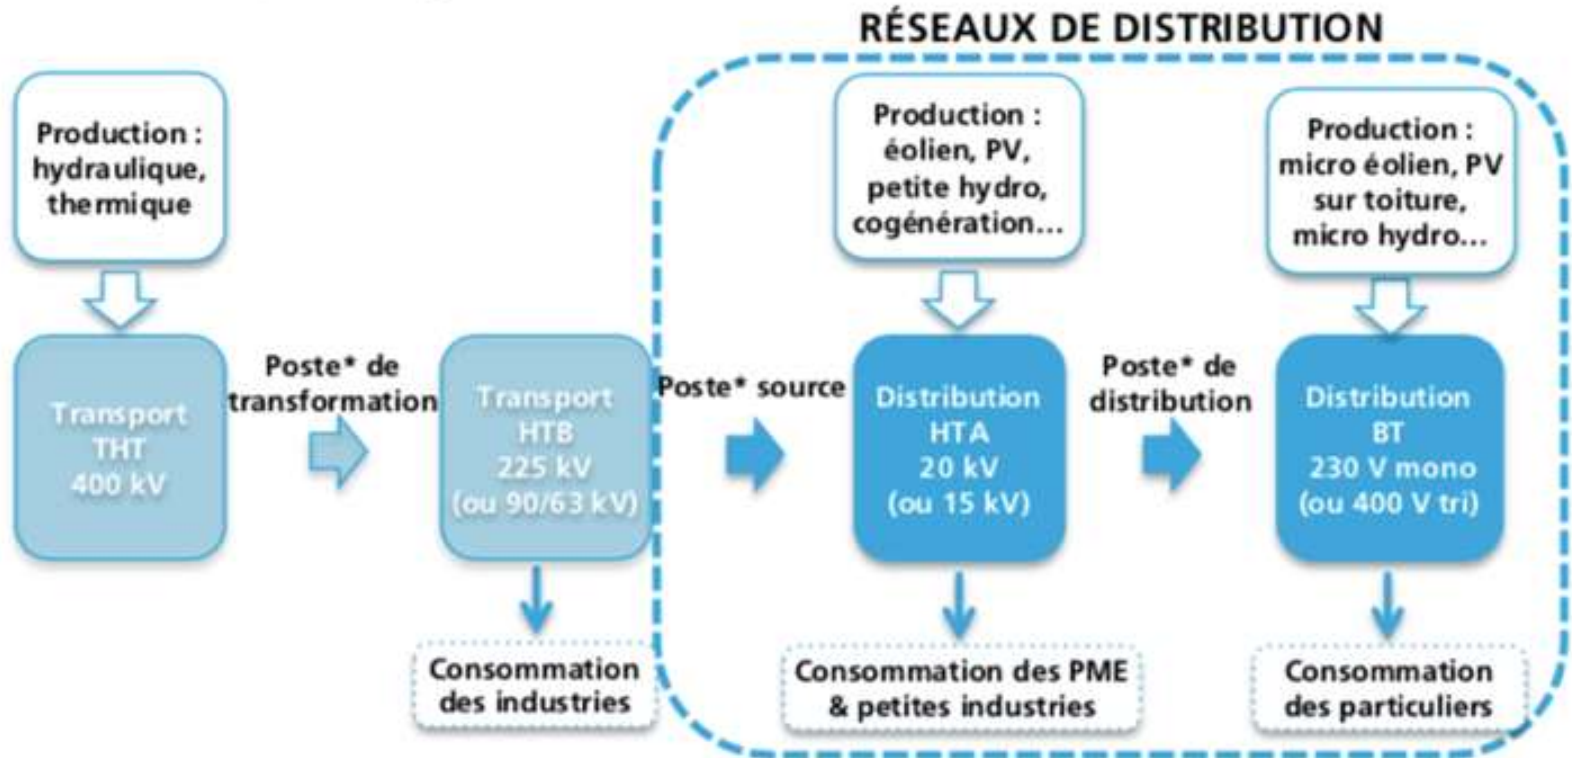 RÉSEAUX DE DISTRIBUTION
Production :
hydraulique,
thermique
Production :
éolien, PV,
petite hydro,
cogénération...
Production :
micro éolien, PV
sur toiture,
micro hydro...
Transport
THT
400 kV
Poste* de
transformation
Transport
HTB
225 kV
(ou 90/63 kV)
Poste* source
Distribution
HTA
20 kV
(ou 15 kV)
Poste* de
distribution
Distribution
BT
230 V mono
(ou 400 V tri)
Consommation
des industries
Consommation des PME
& petites industries
Consommation
des particuliers